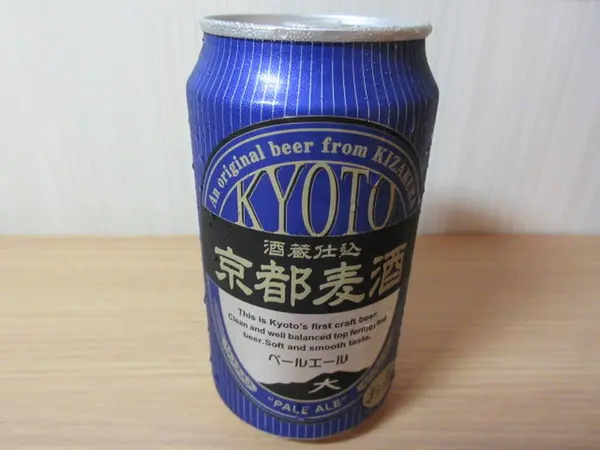 An original beer from KIZAKURA
KYOTO
酒蔵仕込
京都麦酒
This is Kyoto's first craft beer.
Clean and well balanced top fermented
beer.Soft and smooth taste.
ペールエール
大
"PALE ALE"